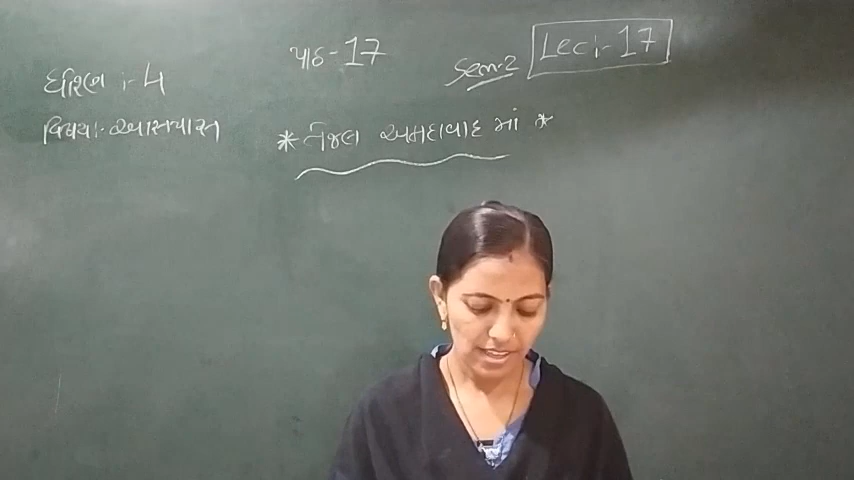 પાઠ-17
Sem-2
Lec:-17
ધોરણ :- 4
વિષય:- આસપાસ
* નંજલ અમદાવાદ માં *